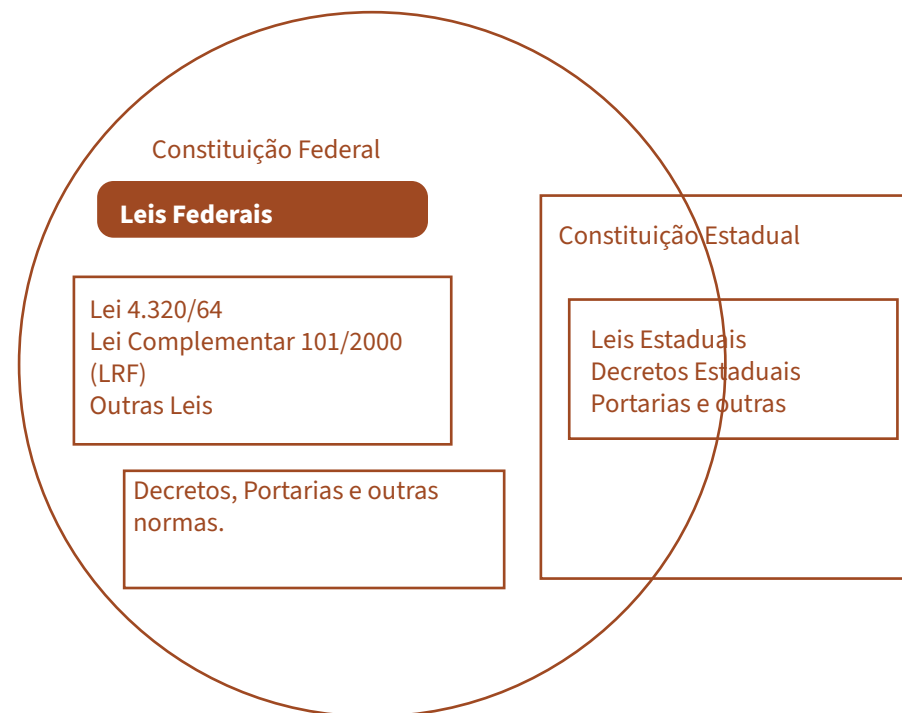 Constituição Federal
Leis Federais
Lei 4.320/64
Lei Complementar 101/2000
(LRF)
Outras Leis
Decretos, Portarias e outras
normas.
Constituição Estadual
Leis Estaduais
Decretos Estaduais
Portarias e outras